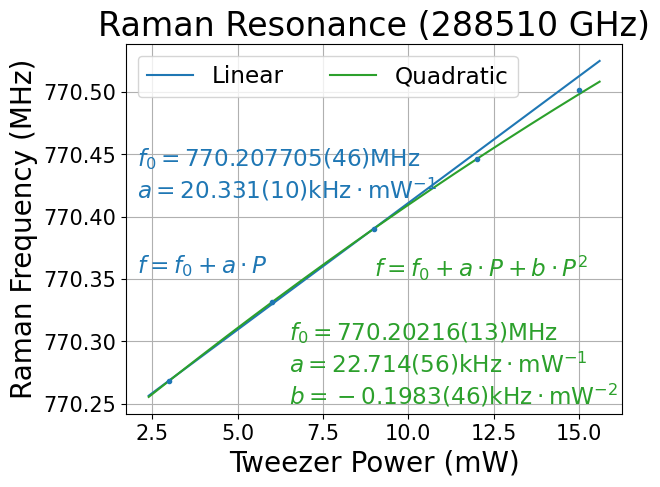 Raman Resonance (288510 GHz)
Linear
Quadratic
f₀ = 770.207705(46)MHz
a = 20.331(10)kHz · mW⁻¹
f = f₀ + a · P
f = f₀ + a · P + b · P²
f₀ = 770.20216(13)MHz
a = 22.714(56)kHz · mW⁻¹
b = −0.1983(46)kHz · mW⁻²
Raman Frequency (MHz)
770.50
770.45
770.40
770.35
770.30
770.25
2.5 5.0 7.5 10.0 12.5 15.0
Tweezer Power (mW)